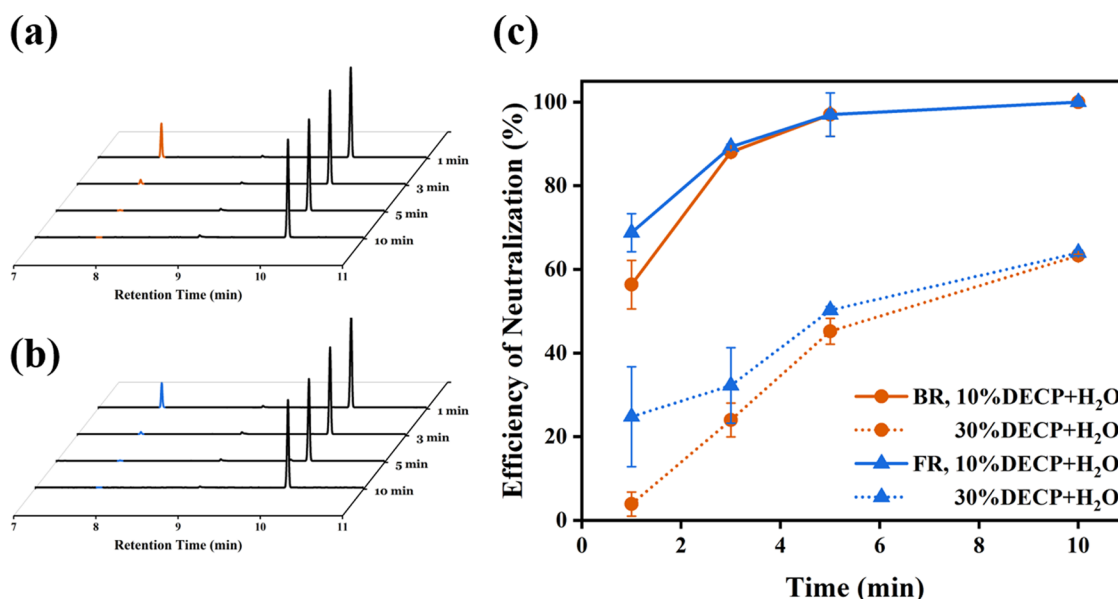 (a)
1 min
3 min
5 min
10 min
7 8 9 10 11
Retention Time (min)
(b)
1 min
3 min
5 min
10 min
7 8 9 10 11
Retention Time (min)
(c)
Efficiency of Neutralization (%)
100
80
60
40
20
0
BR, 10%DECP+H₂O
30%DECP+H₂O
FR, 10%DECP+H₂O
30%DECP+H₂O
0 2 4 6 8 10
Time (min)